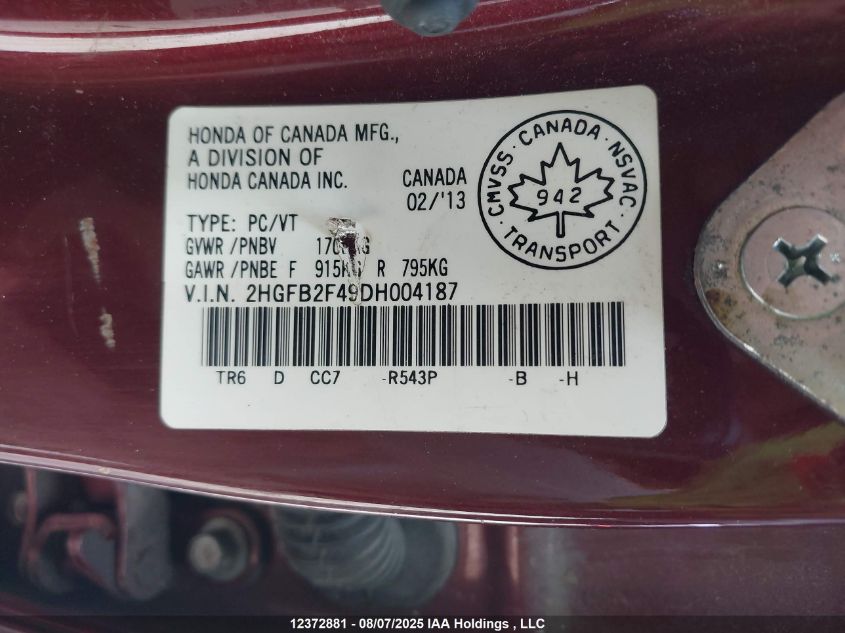 HONDA OF CANADA MFG.,
A DIVISION OF
HONDA CANADA INC.
CANADA
02/'13
TYPE: PC/VT
GVWR /PNBV
GAWR /PNBE F 915KG R 795KG
V.I.N. 2HGFB2F49DH004187
TR6 D CC7 -R543P -B -H
CMVSS · CANADA · NSVAC
942
· TRANSPORT ·
12372881 - 08/07/2025 IAA Holdings , LLC